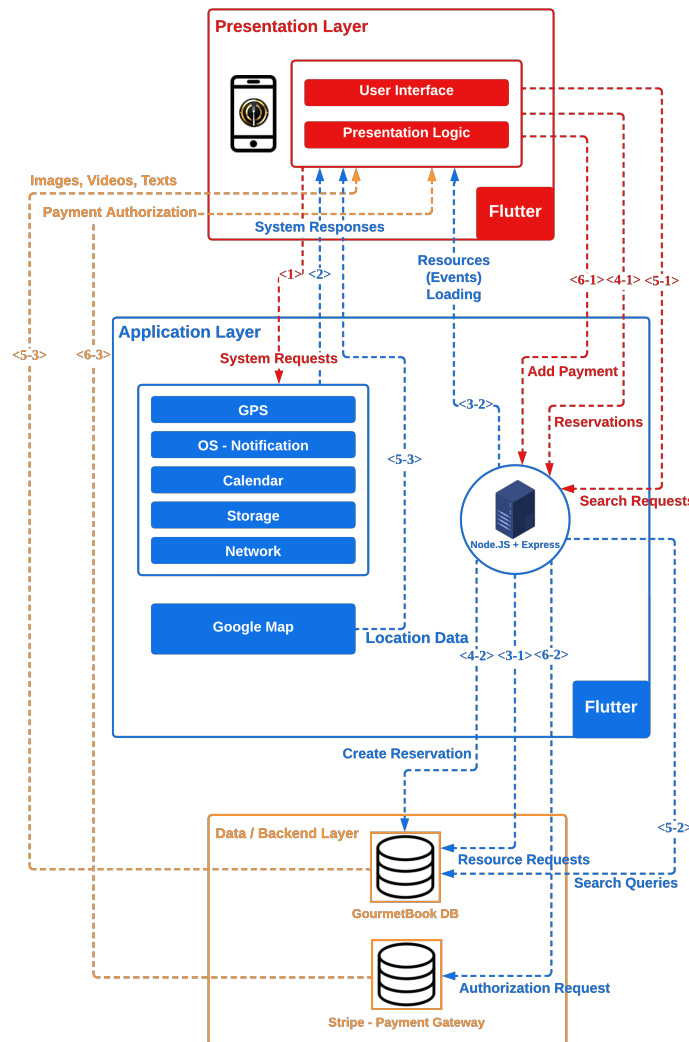 Presentation Layer
User Interface
Presentation Logic
Images, Videos, Texts
Payment Authorization
Flutter
System Responses
Resources
(Events)
Loading
<1>
<2>
<6-1>
<4-1>
<5-1>
Application Layer
<5-3>
<6-3>
System Requests
Add Payment
GPS
<3-2>
Reservations
OS - Notification
<5-3>
Calendar
Search Requests
Storage
Network
Node.JS + Express
Google Map
Location Data
<4-2>
<3-1>
<6-2>
Flutter
Create Reservation
Data / Backend Layer
<5-2>
Resource Requests
Search Queries
GourmetBook DB
Authorization Request
Stripe - Payment Gateway